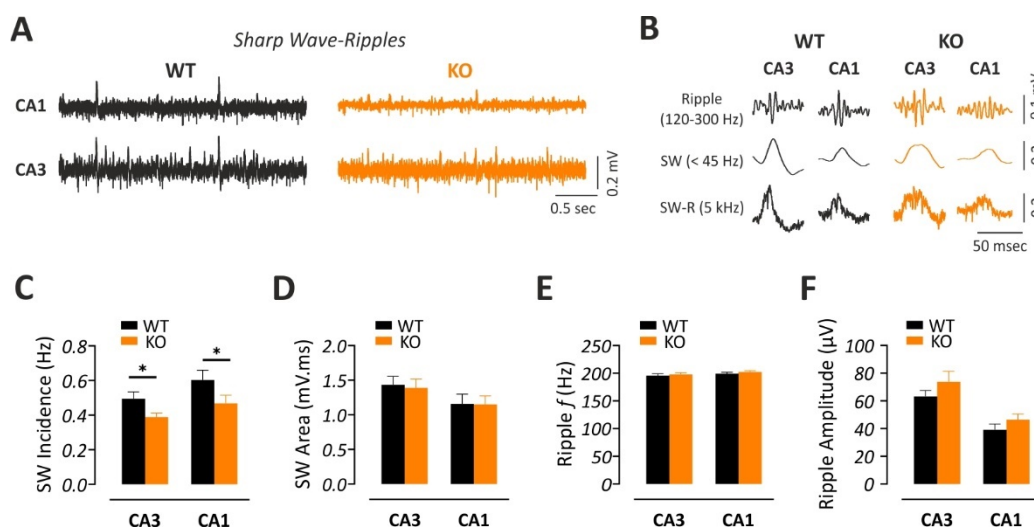 A
Sharp Wave-Ripples
WT
KO
CA1
CA3
0.2 mV
0.5 sec
B
WT
KO
CA3 CA1 CA3 CA1
Ripple
(120-300 Hz)
SW (< 45 Hz)
SW-R (5 kHz)
50 msec
C
WT
KO
SW Incidence (Hz)
0.8
0.6
0.4
0.2
0.0
*
*
CA3 CA1
D
WT
KO
SW Area (mV.ms)
2.0
1.5
1.0
0.5
0.0
CA3 CA1
E
WT
KO
Ripple f (Hz)
250
200
150
100
50
0
CA3 CA1
F
WT
KO
Ripple Amplitude (µV)
100
80
60
40
20
0
CA3 CA1